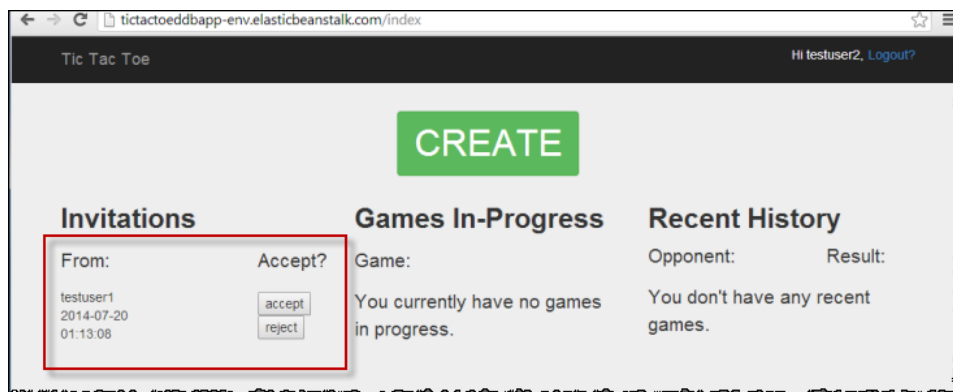 tictactoeddbapp-env.elasticbeanstalk.com/index
Tic Tac Toe
Hi testuser2, Logout?
CREATE
Invitations
From: Accept?
testuser1
2014-07-20
01:13:08
accept
reject
Games In-Progress
Game:
You currently have no games
in progress.
Recent History
Opponent: Result:
You don't have any recent
games.